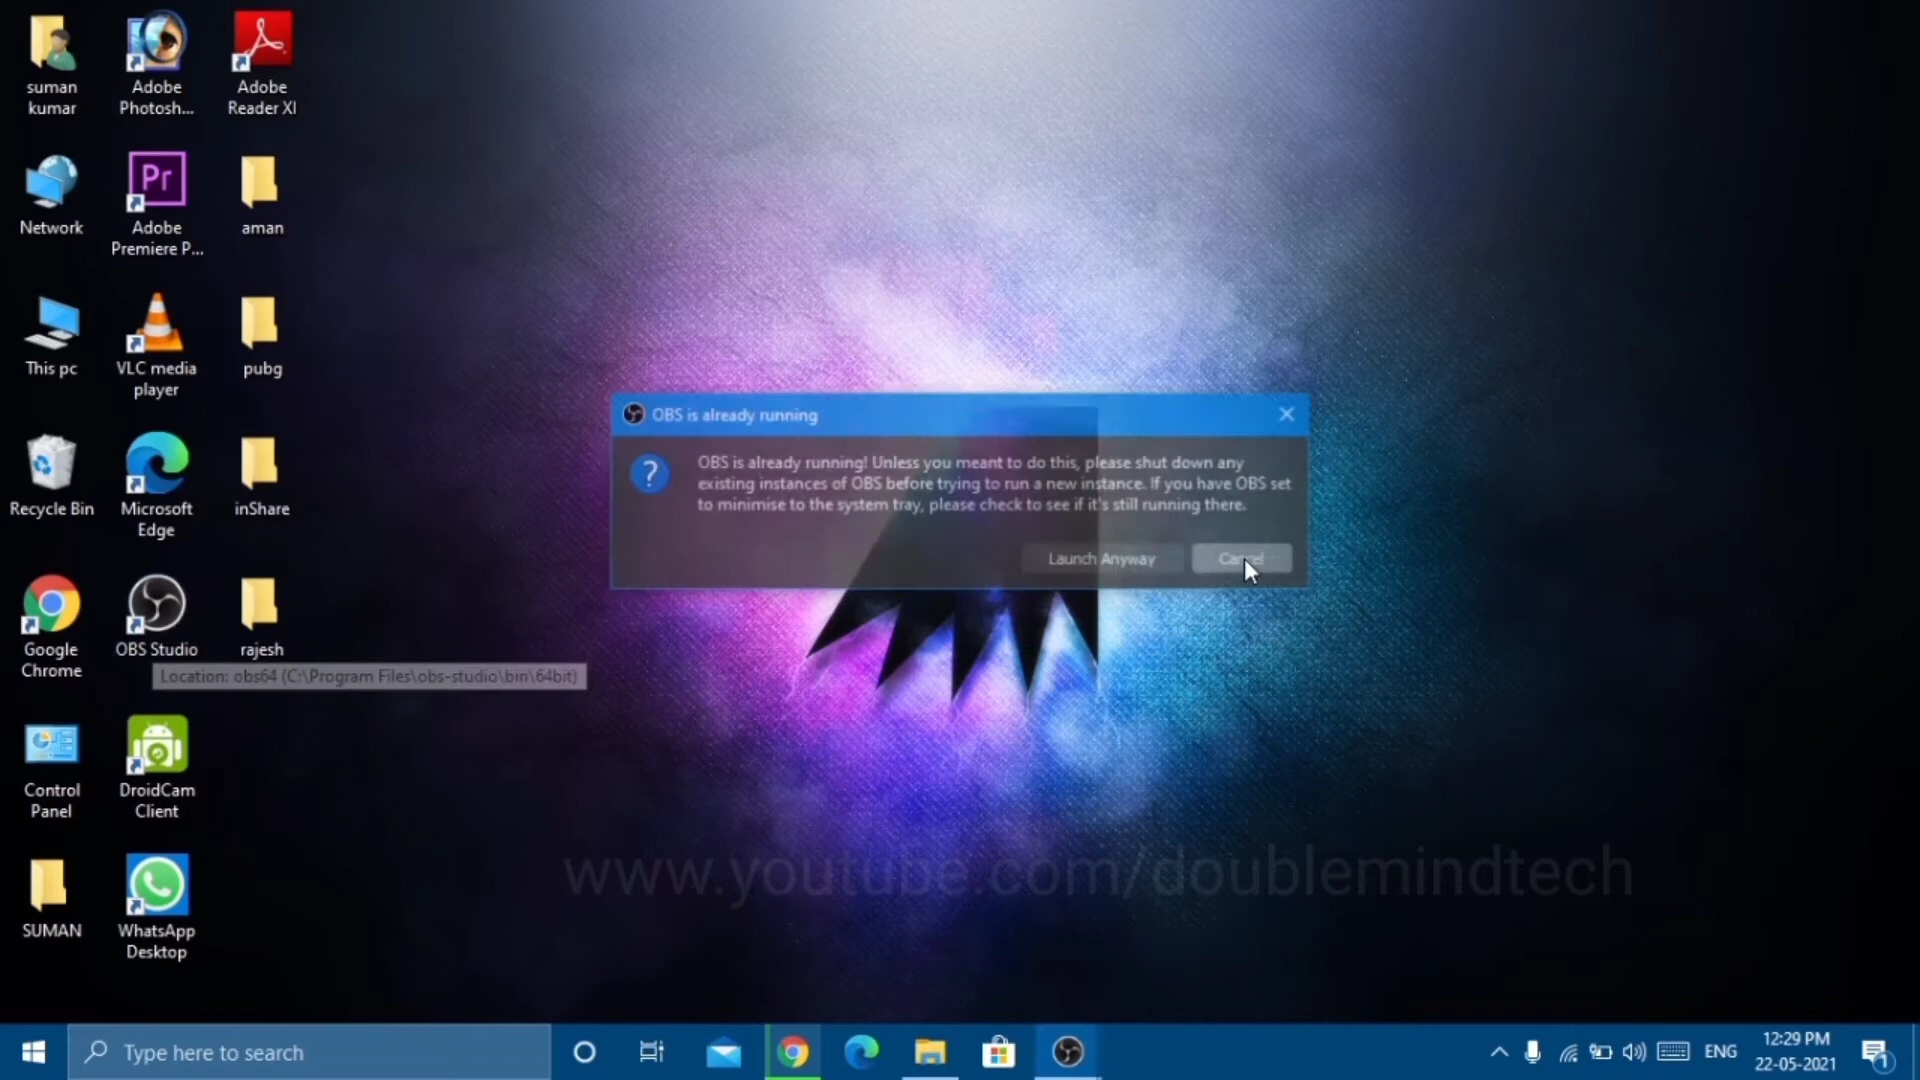 suman
kumar
Adobe
Photosh...
Adobe
Reader XI
Network
Pr
Adobe
Premiere P...
aman
This pc
VLC media
player
pubg
Recycle Bin
Microsoft
Edge
inShare
Google
Chrome
OBS Studio
rajesh
Location: obs64 (C:\Program Files\obs-studio\bin\64bit)
Control
Panel
DroidCam
Client
SUMAN
WhatsApp
Desktop
OBS is already running
OBS is already running! Unless you meant to do this, please shut down any
existing instances of OBS before trying to run a new instance. If you have OBS set
to minimise to the system tray, please check to see if it's still running there.
Launch Anyway
Cancel
www.youtube.com/doublemindtech
Type here to search
ENG
12:29 PM
22-05-2021
1